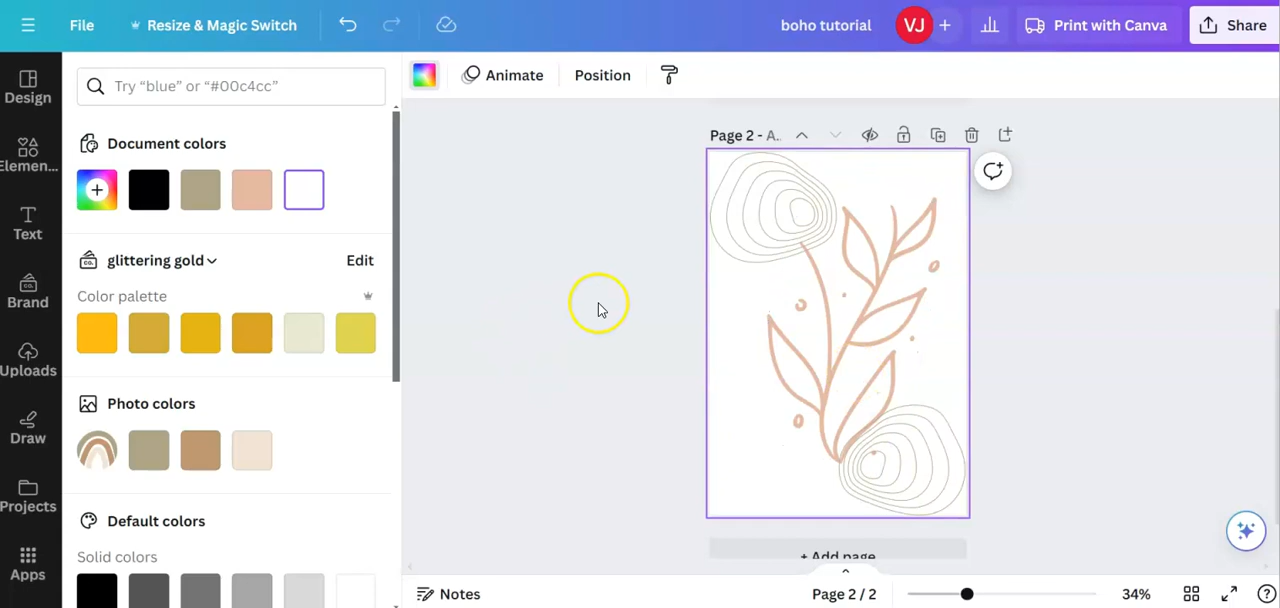 File
Resize & Magic Switch
boho tutorial
VJ
Print with Canva
Share
Design
Elemen...
Text
Brand
Uploads
Draw
Projects
Apps
Try “blue” or “#00c4cc”
Document colors
glittering gold
Edit
Color palette
CO.
Photo colors
Default colors
Solid colors
Animate
Position
Page 2 - A..
+ Add page
Notes
Page 2 / 2
34%